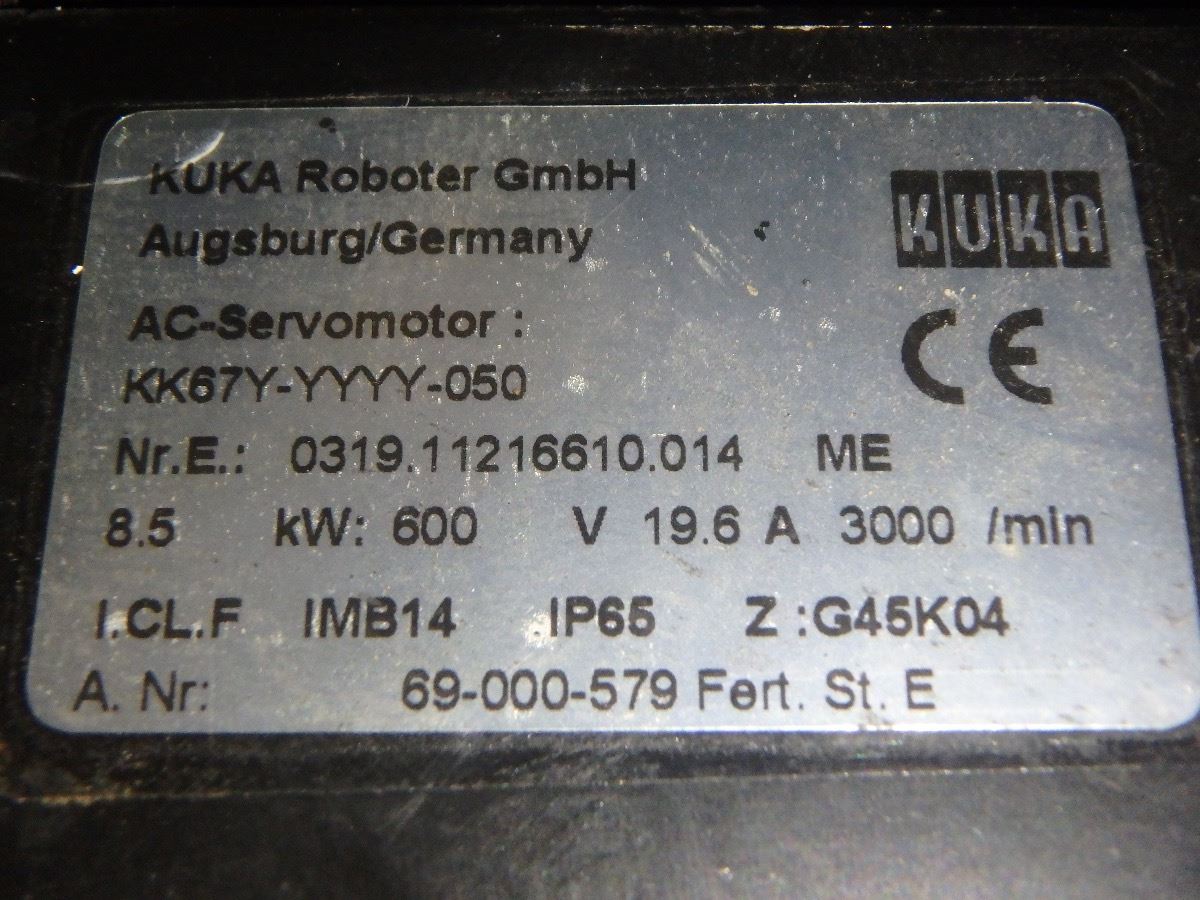 KUKA Roboter GmbH
KUKA
Augsburg/Germany
CE
AC-Servomotor :
KK67Y-YYYY-050
Nr.E.: 0319.11216610.014 ME
8.5 kW: 600 V 19.6 A 3000 /min
I.CL.F IMB14 IP65 Z :G45K04
A. Nr: 69-000-579 Fert. St. E